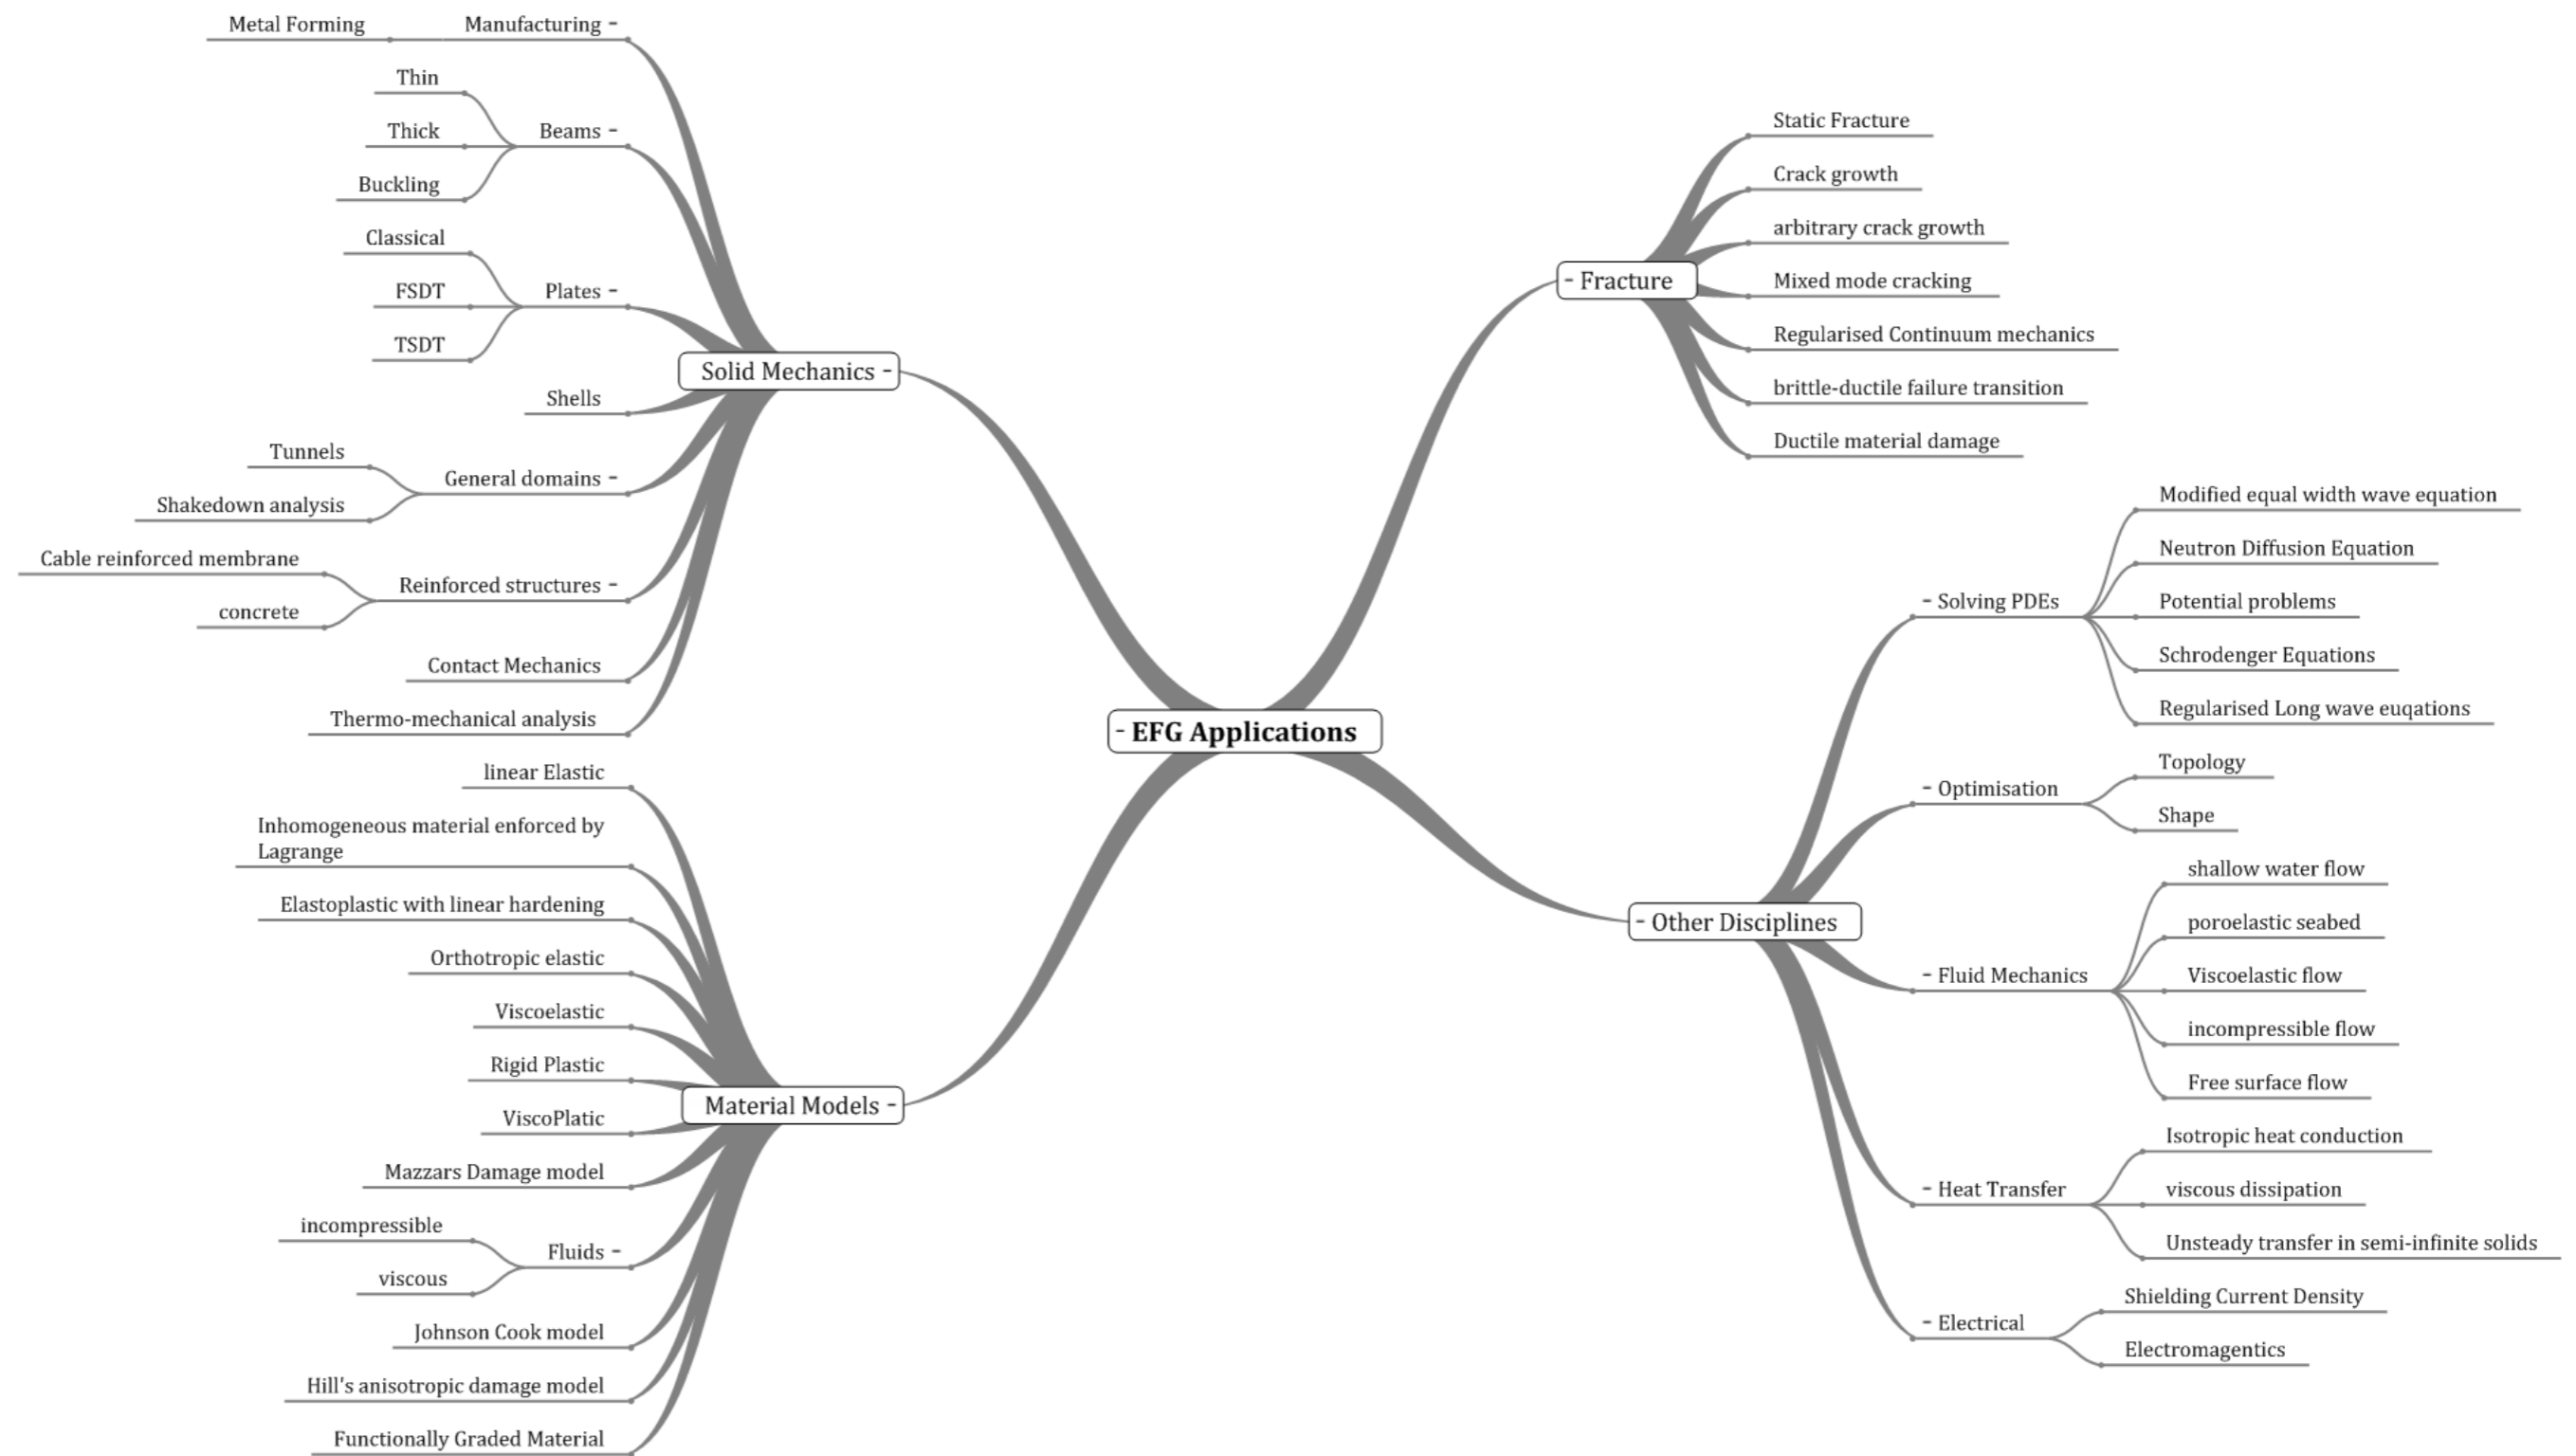 Metal Forming
Manufacturing -
Thin
Thick
Beams -
Buckling
Classical
FSDT
Plates -
TSDT
Solid Mechanics -
Shells
Tunnels
General domains -
Shakedown analysis
Cable reinforced membrane
Reinforced structures -
concrete
Contact Mechanics
Thermo-mechanical analysis
- EFG Applications
linear Elastic
Inhomogeneous material enforced by
Lagrange
Elastoplastic with linear hardening
Orthotropic elastic
Viscoelastic
Rigid Plastic
Material Models -
ViscoPlatic
Mazzars Damage model
incompressible
Fluids -
viscous
Johnson Cook model
Hill's anisotropic damage model
Functionally Graded Material
Static Fracture
Crack growth
arbitrary crack growth
- Fracture
Mixed mode cracking
Regularised Continuum mechanics
brittle-ductile failure transition
Ductile material damage
Modified equal width wave equation
Neutron Diffusion Equation
- Solving PDEs
Potential problems
Schrodenger Equations
Regularised Long wave euqations
Topology
- Optimisation
Shape
- Other Disciplines
shallow water flow
poroelastic seabed
- Fluid Mechanics
Viscoelastic flow
incompressible flow
Free surface flow
Isotropic heat conduction
- Heat Transfer
viscous dissipation
Unsteady transfer in semi-infinite solids
Shielding Current Density
- Electrical
Electromagentics